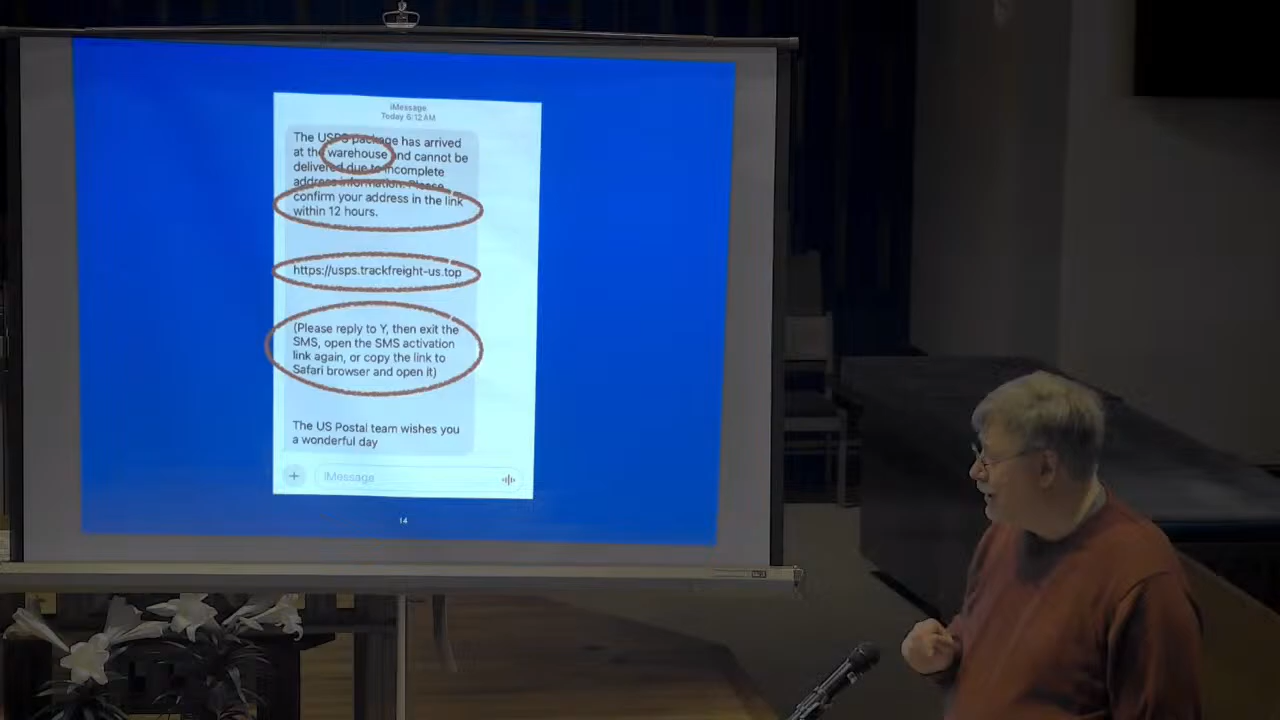 iMessage
Today 6:12 AM
The USPS package has arrived
at the warehouse and cannot be
delivered due to incomplete
address information. Please
confirm your address in the link
within 12 hours.
https://usps.trackfreight-us.top
(Please reply to Y, then exit the
SMS, open the SMS activation
link again, or copy the link to
Safari browser and open it)
The US Postal team wishes you
a wonderful day
iMessage
14